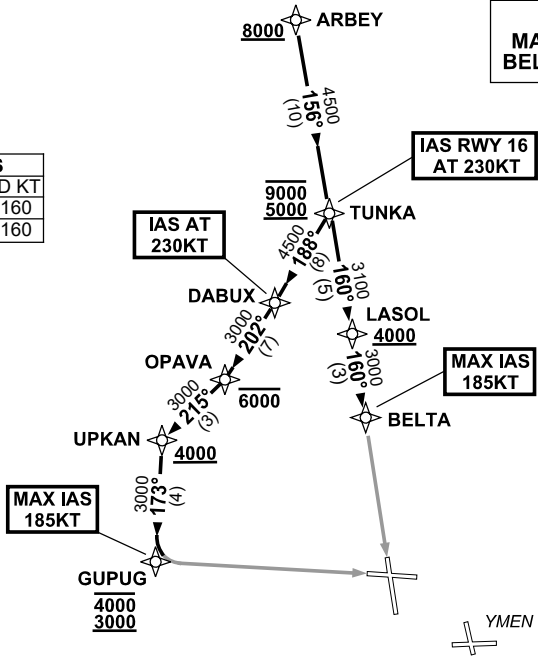 ARBEY
8000
MA
BEL
4500
156°
(10)
S
D KT
160
160
IAS RWY 16
AT 230KT
9000
5000
TUNKA
IAS AT
230KT
4500
188°
(8)
3100
160°
(5)
DABUX
LASOL
4000
3000
202°
(7)
3000
160°
(3)
OPAVA
6000
MAX IAS
185KT
3000
215°
(3)
BELTA
UPKAN
4000
3000
173°
(4)
MAX IAS
185KT
GUPUG
4000
3000
YMEN